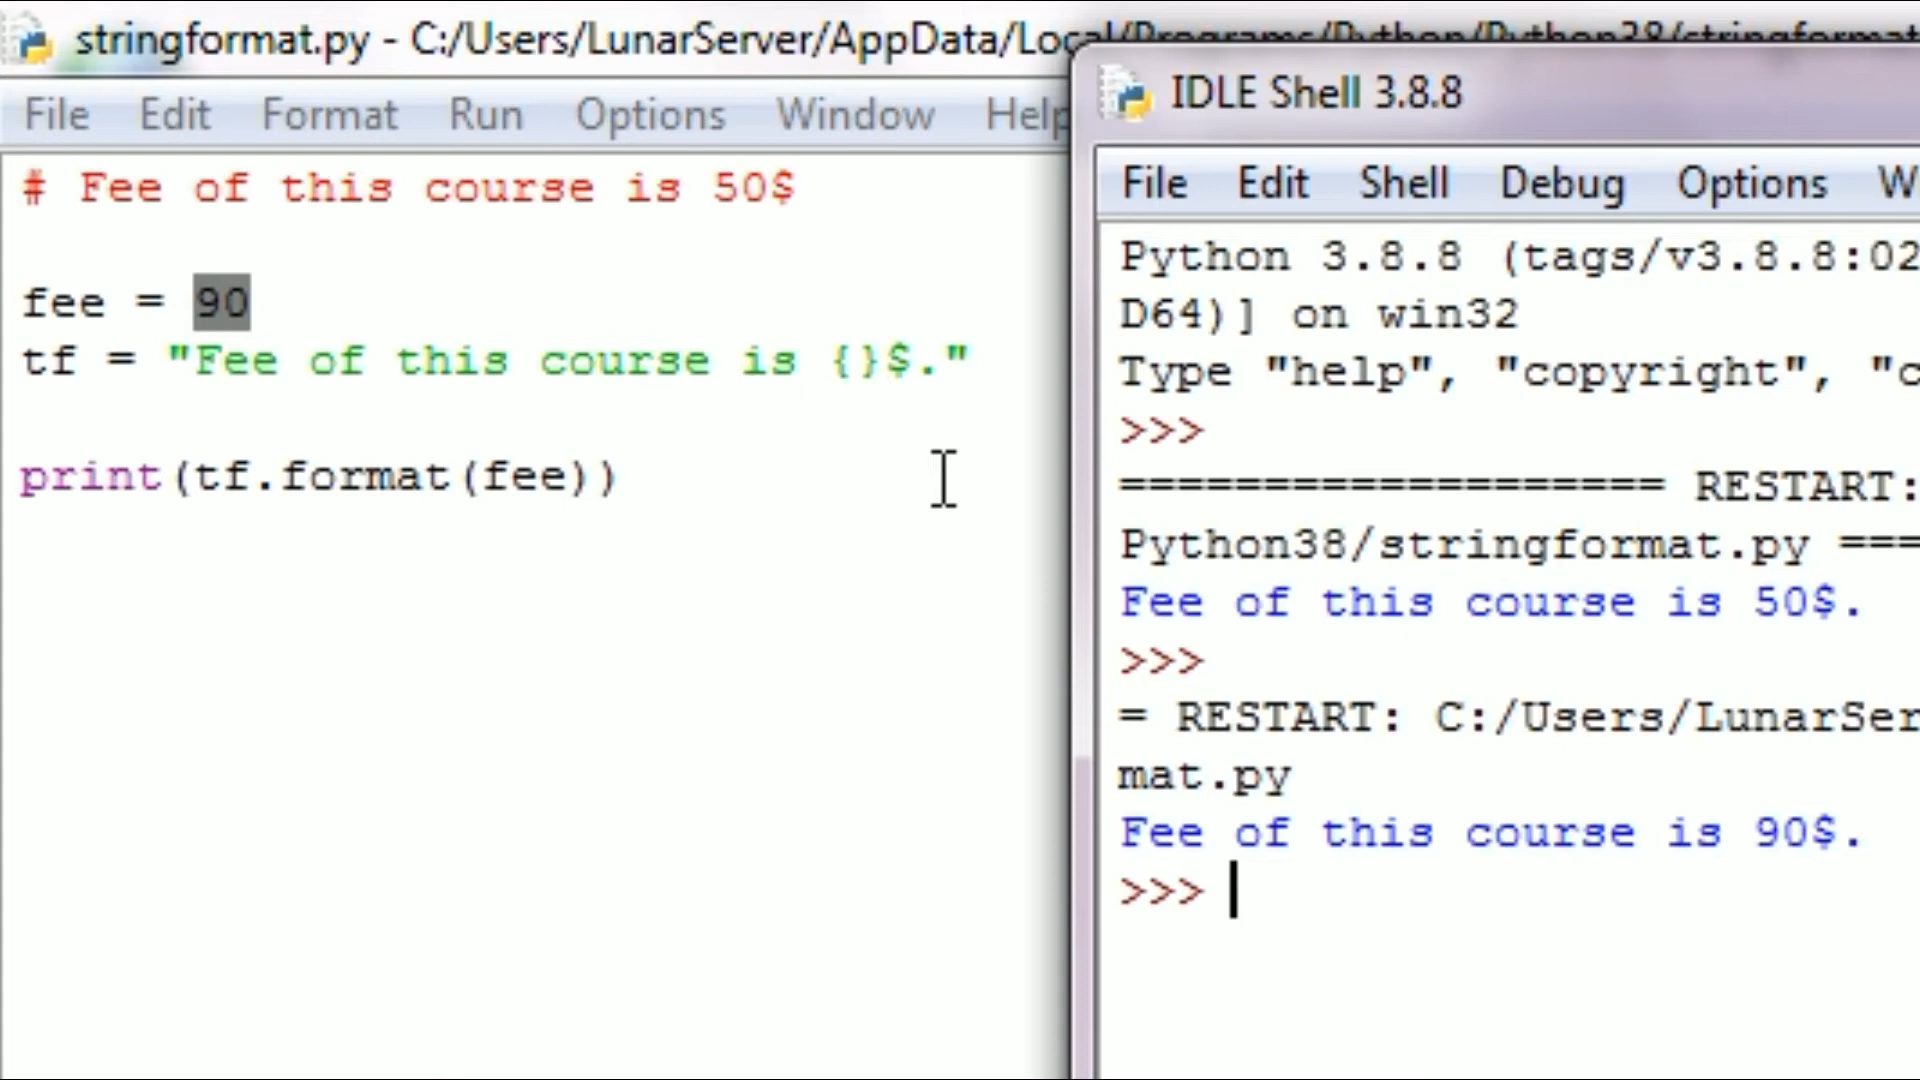 stringformat.py - C:/Users/LunarServer/AppData/Local/Programs/Python/Python38/stringformat
File Edit Format Run Options Window Help
# Fee of this course is 50$
fee = 90
tf = "Fee of this course is {}$."
print(tf.format(fee))
IDLE Shell 3.8.8
File Edit Shell Debug Options W
Python 3.8.8 (tags/v3.8.8:02
D64)] on win32
Type "help", "copyright", "c
>>>
=================== RESTART:
Python38/stringformat.py ===
Fee of this course is 50$.
>>>
= RESTART: C:/Users/LunarSer
mat.py
Fee of this course is 90$.
>>>